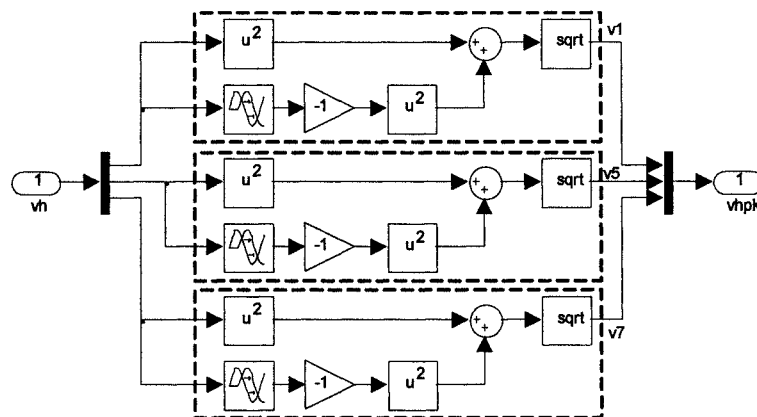 u² sqrt v1
-1 u²
1 vh
u² sqrt v5
-1 u²
1 vhpk
u² sqrt v7
-1 u²